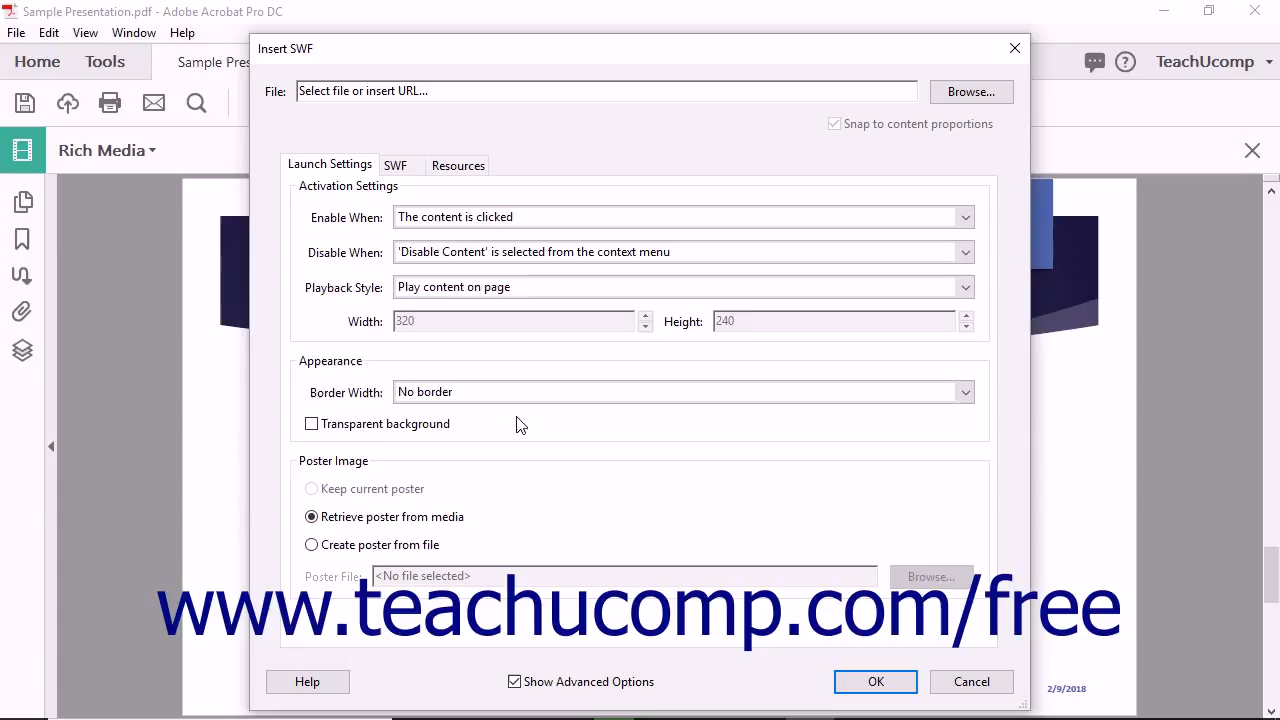 Sample Presentation.pdf - Adobe Acrobat Pro DC
File Edit View Window Help
Home Tools Sample Pres TeachUcomp
Rich Media
Insert SWF
File: Select file or insert URL... Browse...
Snap to content proportions
Launch Settings SWF Resources
Activation Settings
Enable When: The content is clicked
Disable When: 'Disable Content' is selected from the context menu
Playback Style: Play content on page
Width: 320 Height: 240
Appearance
Border Width: No border
Transparent background
Poster Image
Keep current poster
Retrieve poster from media
Create poster from file
Poster File: <No file selected> Browse...
www.teachucomp.com/free
Help Show Advanced Options OK Cancel
2/9/2018